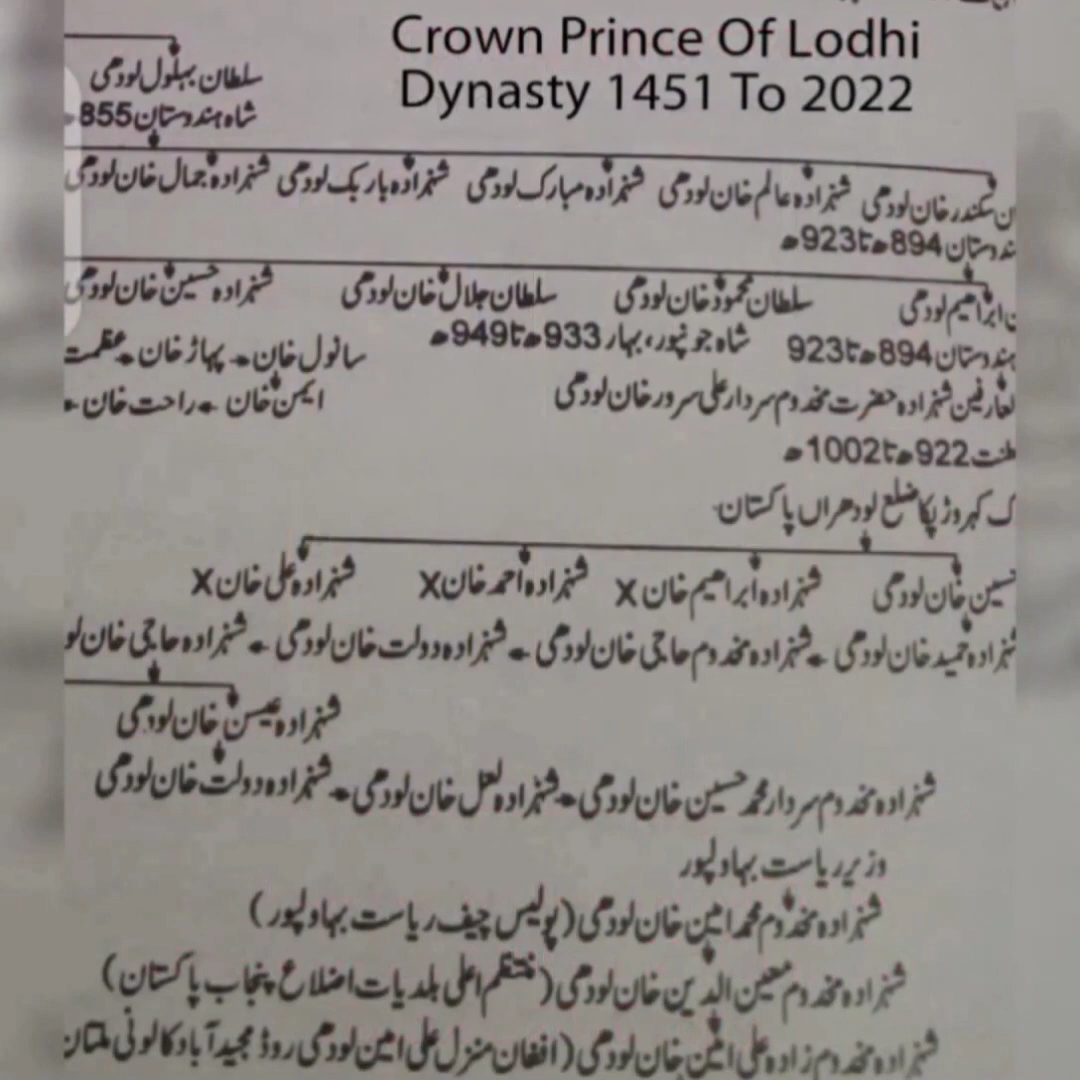 Crown Prince Of Lodhi
Dynasty 1451 To 2022
سلطان بہلول لودھی
شاہ ہندوستان 855ھ
سکندر خان لودھی شہزادہ عالم خان لودھی شہزادہ مبارک لودھی شہزادہ باربک لودھی شہزادہ جمال خان لودھی
894ھ تا 923ھ
ابراہیم لودھی سلطان محمود خان لودھی سلطان جلال خان لودھی شہزادہ حسین خان لودھی
ہندوستان 894ھ تا 923 شاہ جونپور، بہار 933ھ تا 949ھ سانول خان۔ پہاڑ خان۔ عظمت
شہزادہ حضرت مخدوم سردار علی سرور خان لودھی ایمن خان ۔ راحت خان ۔
922ھ تا 1002ھ
کہروڑ پکا ضلع لودھراں پاکستان
حسین خان لودھی شہزادہ ابراھیم خان X شہزادہ احمد خان X شہزادہ علی خان X
شہزادہ حمید خان لودھی ۔ شہزادہ مخدوم حاجی خان لودھی ۔ شہزادہ دولت خان لودھی ۔ شہزادہ حاجی خان لو
شہزادہ عیسن خان لودھی
شہزادہ مخدوم سردار محمد حسین خان لودھی ۔ شہزادہ لعل خان لودھی ۔ شہزادہ دولت خان لودھی
وزیر ریاست بہاولپور
شہزادہ مخدوم محمد امین خان لودھی (پولیس چیف ریاست بہاولپور)
شہزادہ مخدوم معین الدین خان لودھی (منتظم اعلی بلدیات اضلاع پنجاب پاکستان)
شہزادہ مخدوم زادہ علی امین خان لودھی (افغان منزل علی امین لودھی روڈ مجید آباد کالونی ملتان